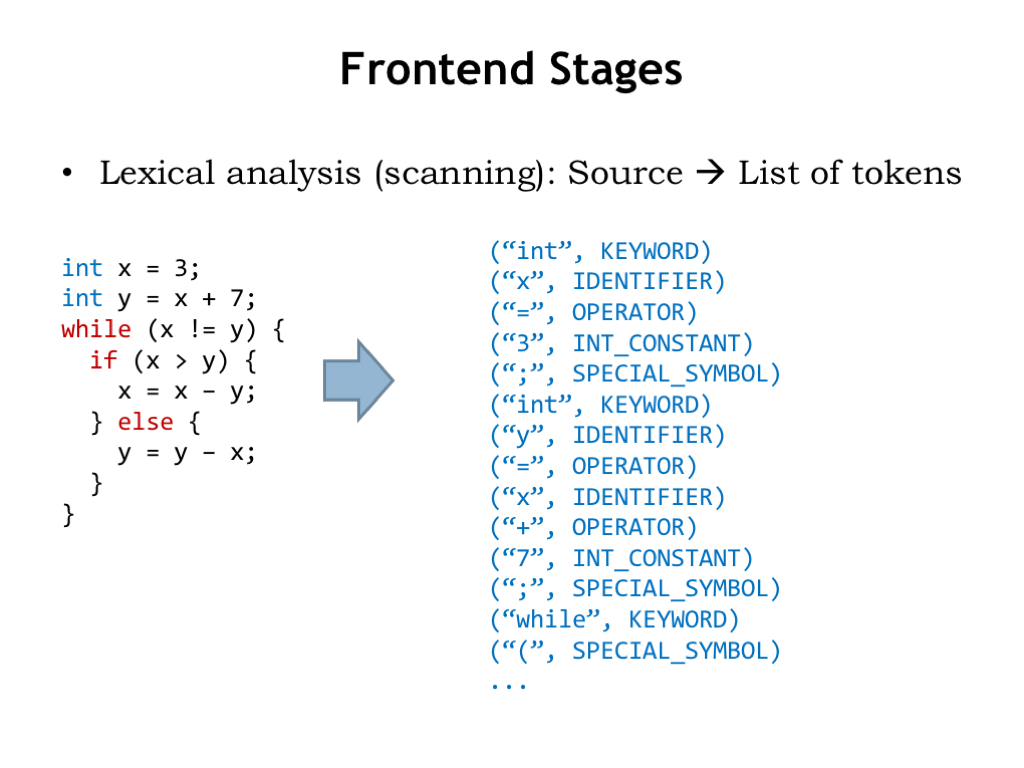 Frontend Stages
• Lexical analysis (scanning): Source → List of tokens
int x = 3;
int y = x + 7;
while (x != y) {
  if (x > y) {
    x = x – y;
  } else {
    y = y – x;
  }
}
(“int”, KEYWORD)
(“x”, IDENTIFIER)
(“=”, OPERATOR)
(“3”, INT_CONSTANT)
(“;”, SPECIAL_SYMBOL)
(“int”, KEYWORD)
(“y”, IDENTIFIER)
(“=”, OPERATOR)
(“x”, IDENTIFIER)
(“+”, OPERATOR)
(“7”, INT_CONSTANT)
(“;”, SPECIAL_SYMBOL)
(“while”, KEYWORD)
(“(”, SPECIAL_SYMBOL)
...